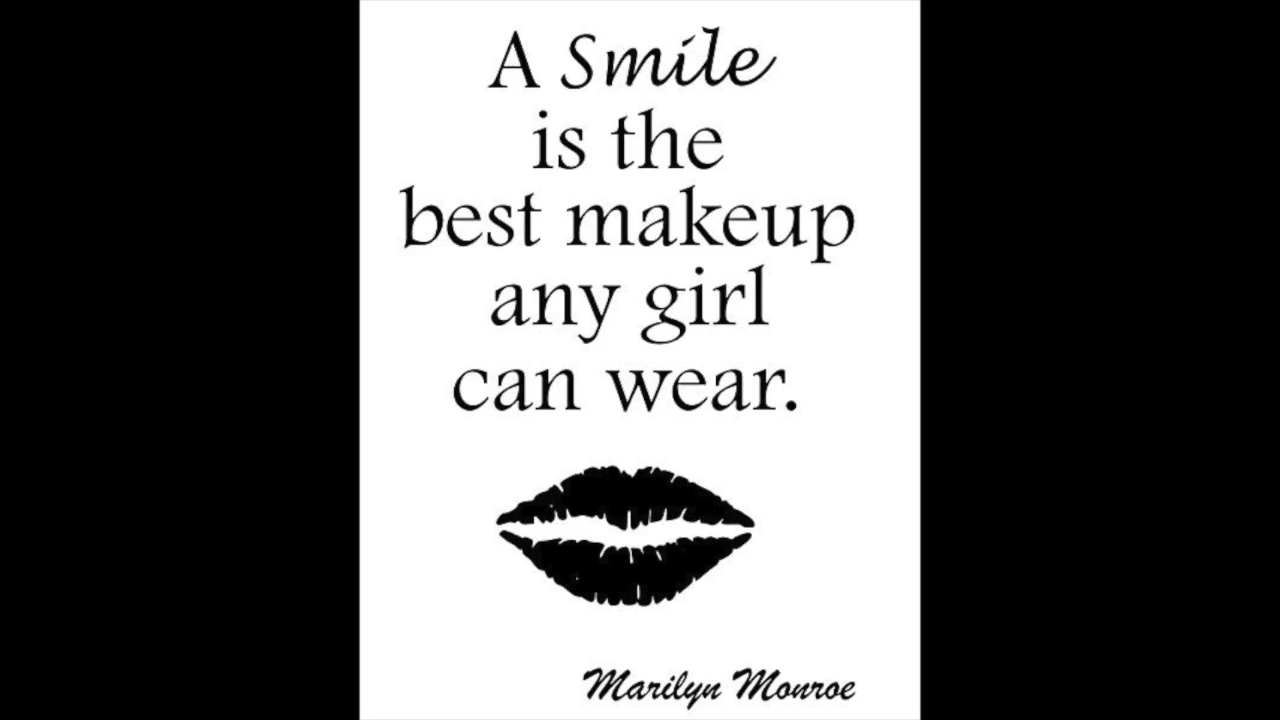 A Smile
is the
best makeup
any girl
can wear.
Marilyn Monroe